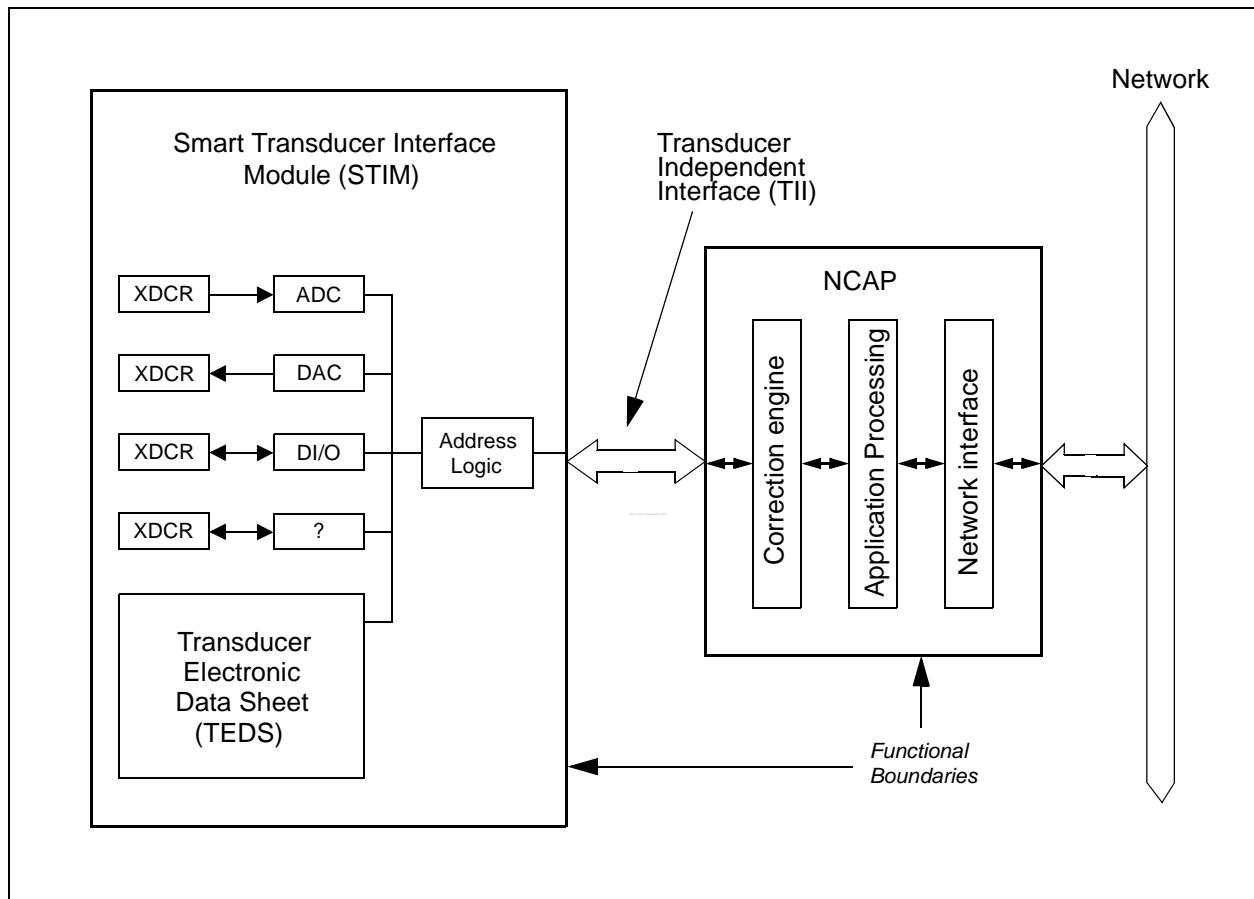 Network
Smart Transducer Interface
Module (STIM)
Transducer
Independent
Interface (TII)
NCAP
XDCR
ADC
XDCR
DAC
XDCR
DI/O
XDCR
?
Address
Logic
Correction engine
Application Processing
Network interface
Transducer
Electronic
Data Sheet
(TEDS)
Functional
Boundaries